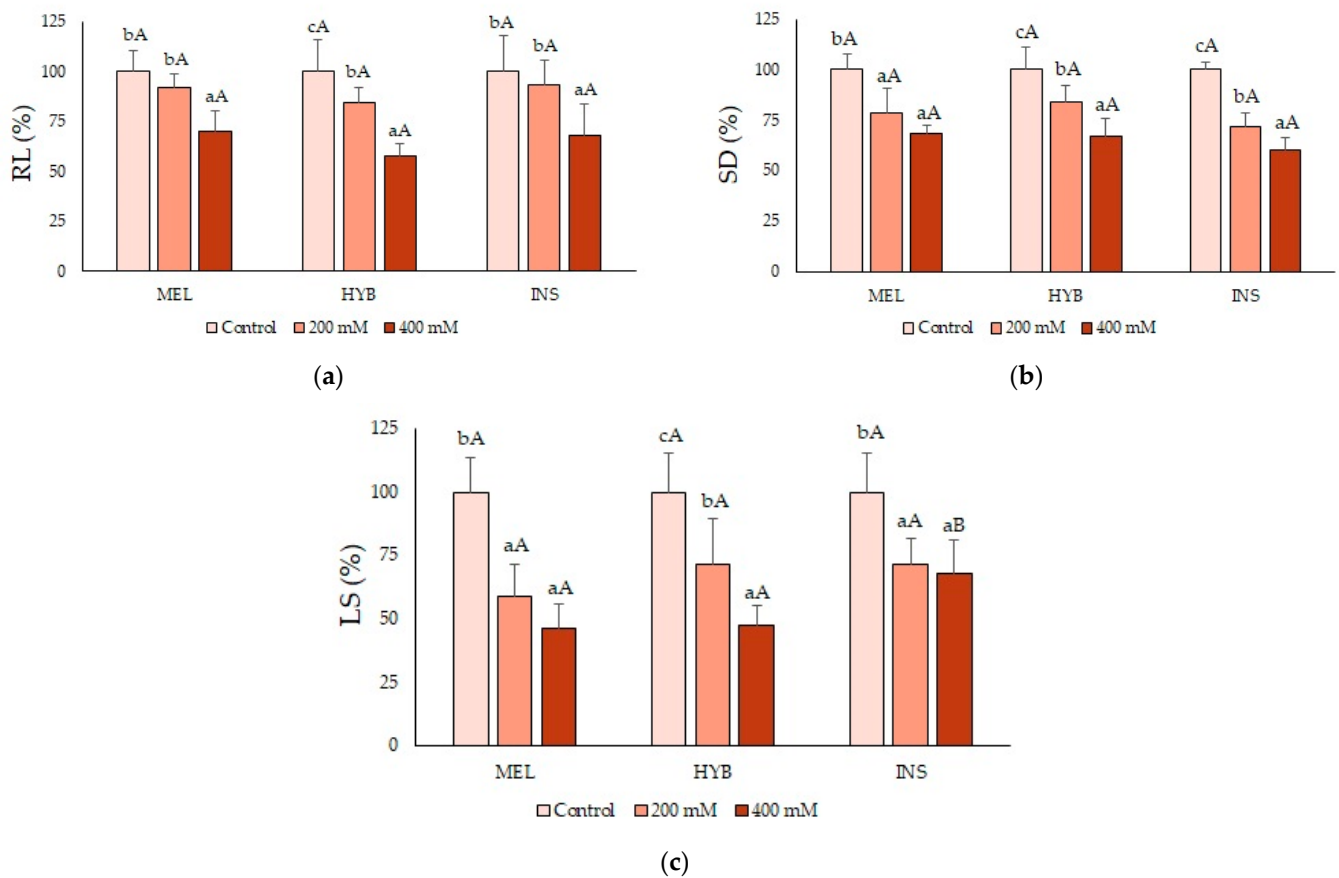 125
100
75
50
25
0
RL (%)
bA bA aA cA bA aA bA bA aA
MEL HYB INS
Control 200 mM 400 mM
(a)
125
100
75
50
25
0
SD (%)
bA aA aA cA bA aA cA bA aA
MEL HYB INS
Control 200 mM 400 mM
(b)
125
100
75
50
25
0
LS (%)
bA aA aA cA bA aA bA aA aB
MEL HYB INS
Control 200 mM 400 mM
(c)